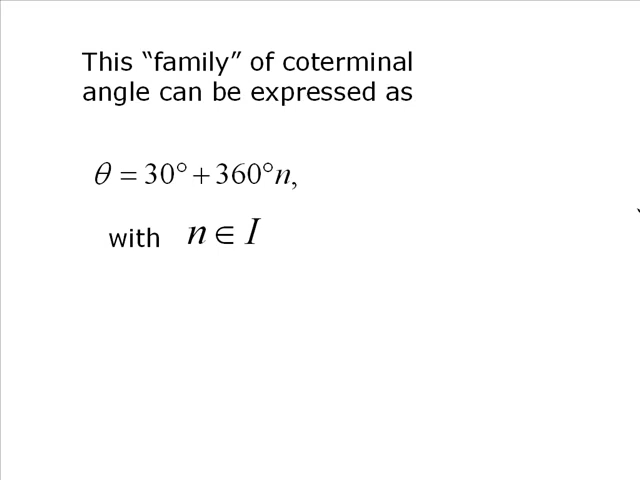 This “family” of coterminal
angle can be expressed as
θ = 30° + 360°n,
with n ∈ I